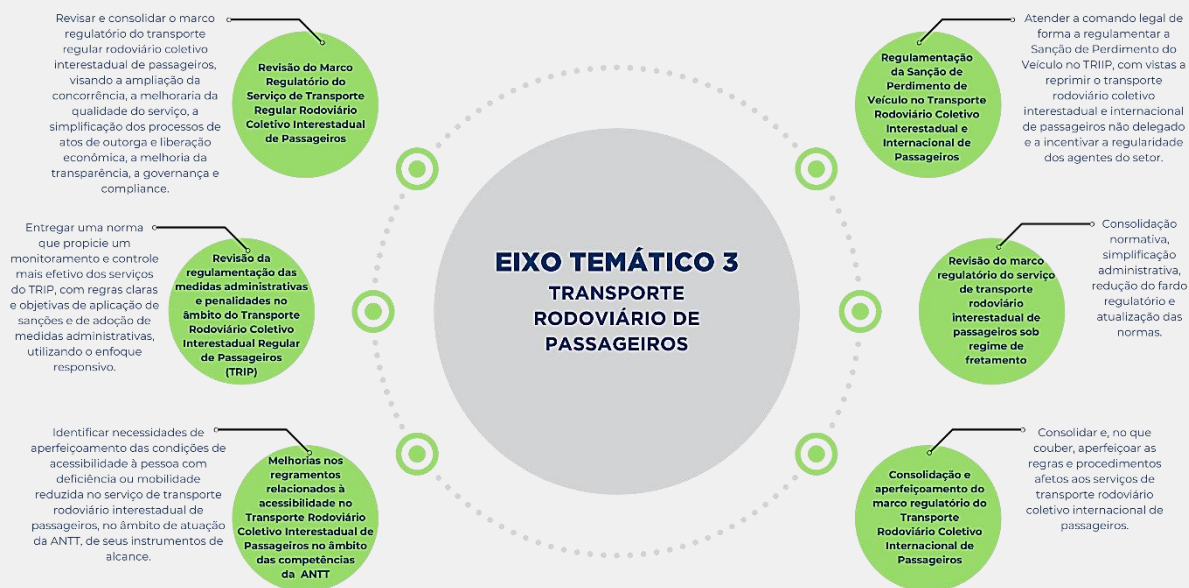 Revisar e consolidar o marco
regulatório do transporte
regular rodoviário coletivo
interestadual de passageiros,
visando a ampliação da
concorrência, a melhoraria da
qualidade do serviço, a
simplificação dos processos de
atos de outorga e liberação
econômica, a melhoria da
transparência, a governança e
compliance.
Revisão do Marco
Regulatório do
Serviço de Transporte
Regular Rodoviário
Coletivo Interestadual
de Passageiros
Entregar uma norma
que propicie um
monitoramento e controle
mais efetivo dos serviços
do TRIP, com regras claras
e objetivas de aplicação de
sanções e de adoção de
medidas administrativas,
utilizando o enfoque
responsivo.
Revisão da
regulamentação das
medidas administrativas
e penalidades no
âmbito do Transporte
Rodoviário Coletivo
Interestadual Regular
de Passageiros
(TRIP)
Identificar necessidades de
aperfeiçoamento das condições de
acessibilidade à pessoa com
deficiência ou mobilidade
reduzida no serviço de transporte
rodoviário interestadual de
passageiros, no âmbito de atuação
da ANTT, de seus instrumentos de
alcance.
Melhorias nos
regramentos
relacionados à
acessibilidade no
Transporte Rodoviário
Coletivo Interestadual de
Passageiros no âmbito
das competências
da ANTT
EIXO TEMÁTICO 3
TRANSPORTE
RODOVIÁRIO DE
PASSAGEIROS
Regulamentação
da Sanção de
Perdimento de
Veículo no Transporte
Rodoviário Coletivo
Interestadual e
Internacional de
Passageiros
Atender a comando legal de
forma a regulamentar a
Sanção de Perdimento do
Veículo no TRIIP, com vistas a
reprimir o transporte
rodoviário coletivo
interestadual e internacional
de passageiros não delegado
e a incentivar a regularidade
dos agentes do setor.
Revisão do marco
regulatório do serviço
de transporte
rodoviário
interestadual de
passageiros sob
regime de
fretamento
Consolidação
normativa,
simplificação
administrativa,
redução do fardo
regulatório e
atualização das
normas.
Consolidação e
aperfeiçoamento do
marco regulatório do
Transporte
Rodoviário Coletivo
Internacional de
Passageiros
Consolidar e, no que
couber, aperfeiçoar as
regras e procedimentos
afetos aos serviços de
transporte rodoviário
coletivo internacional de
passageiros.